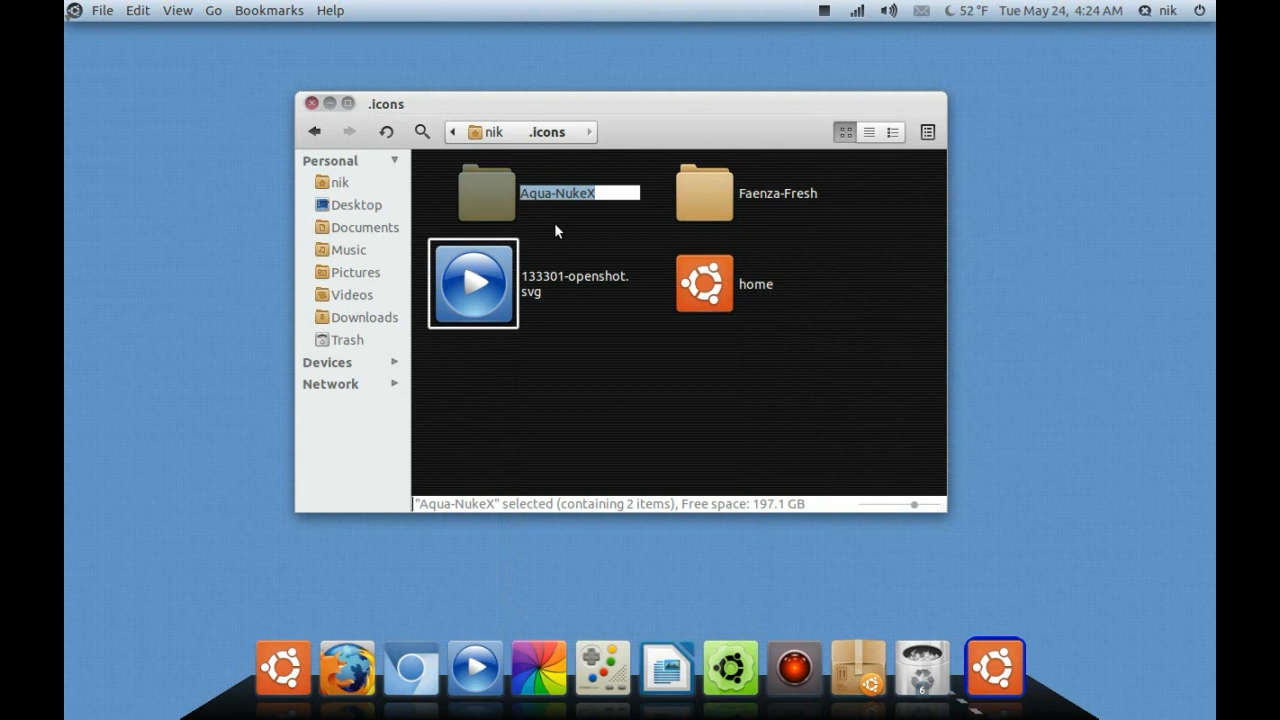 File Edit View Go Bookmarks Help 52 °F Tue May 24, 4:24 AM nik
.icons
nik .icons
Personal
nik
Desktop
Documents
Music
Pictures
Videos
Downloads
Trash
Devices
Network
Aqua-NukeX
Faenza-Fresh
133301-openshot.
svg
home
"Aqua-NukeX" selected (containing 2 items), Free space: 197.1 GB
6